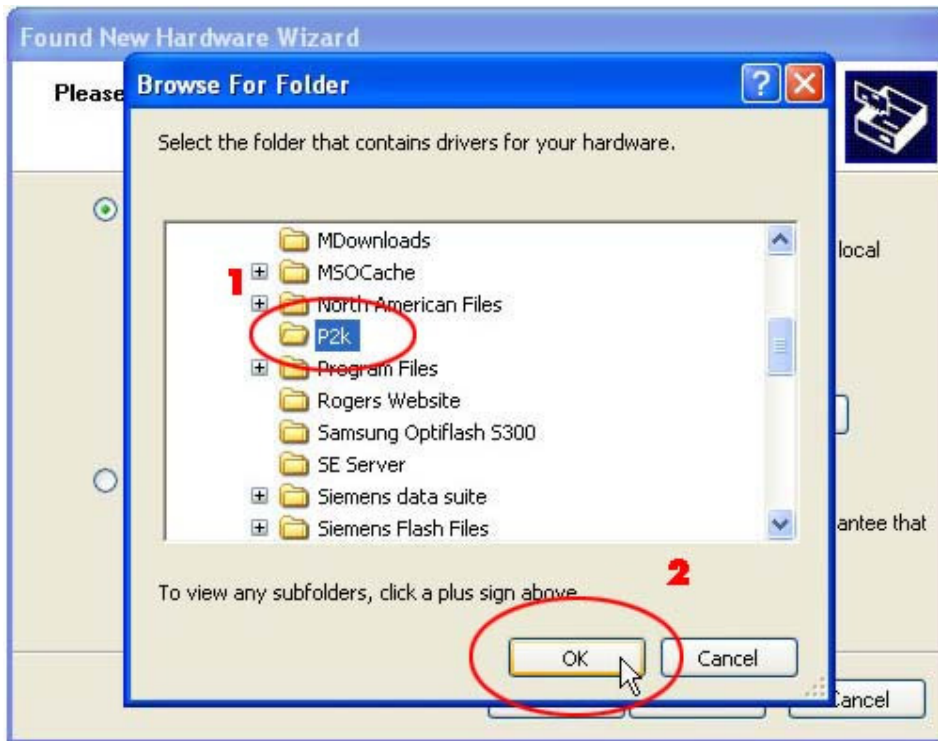 Found New Hardware Wizard
Please
Browse For Folder
Select the folder that contains drivers for your hardware.
local
MDownloads
MSOCache
1
North American Files
P2k
Program Files
Rogers Website
Samsung Optiflash S300
SE Server
Siemens data suite
Siemens Flash Files
antee that
2
To view any subfolders, click a plus sign above.
OK
Cancel
Cancel